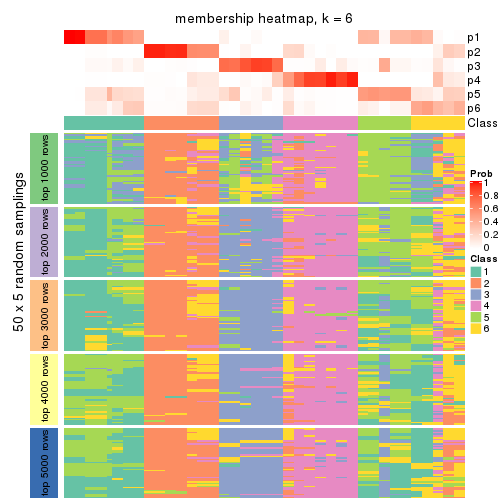 membership heatmap, k = 6
p1
p2
p3
p4
p5
p6
Class
50 x 5 random samplings
top 1000 rows
top 2000 rows
top 3000 rows
top 4000 rows
top 5000 rows
Prob
1
0.8
0.6
0.4
0.2
0
Class
1
2
3
4
5
6